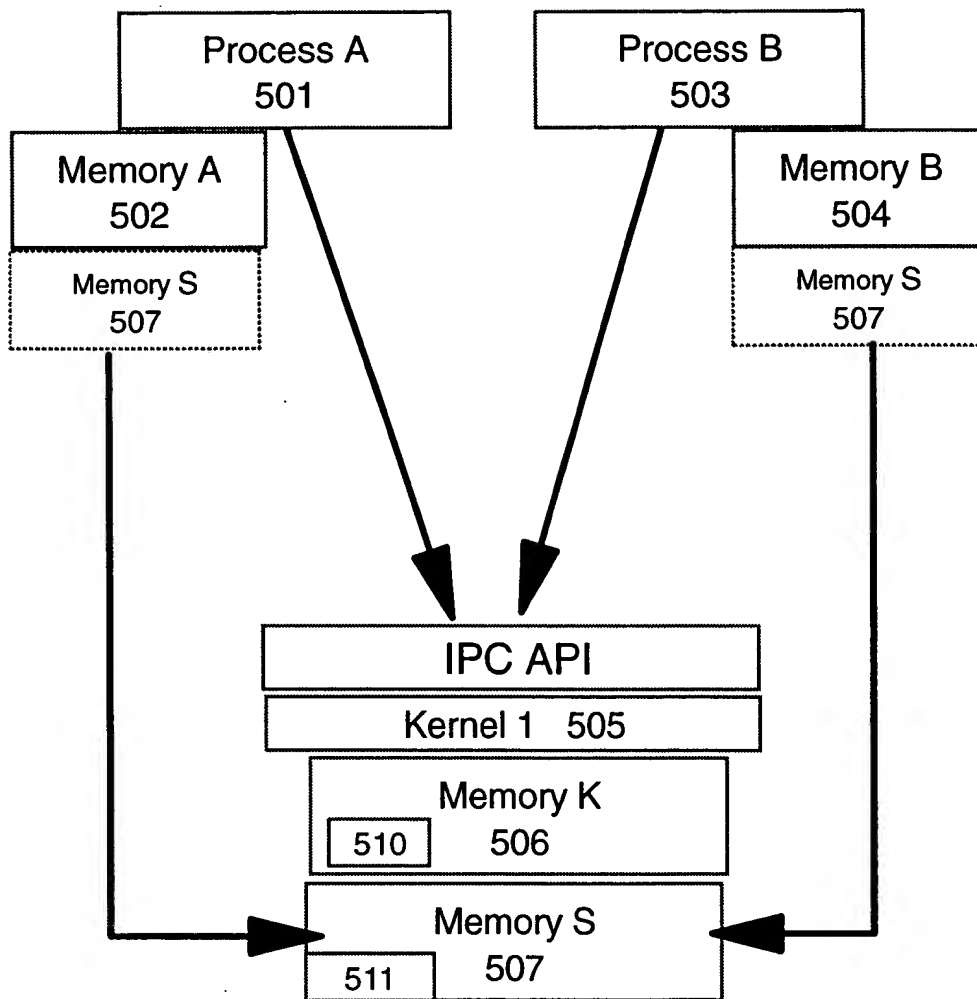 Process A
501
Process B
503
Memory A
502
Memory B
504
Memory S
507
Memory S
507
IPC API
Kernel 1 505
Memory K
510
506
Memory S
507
511